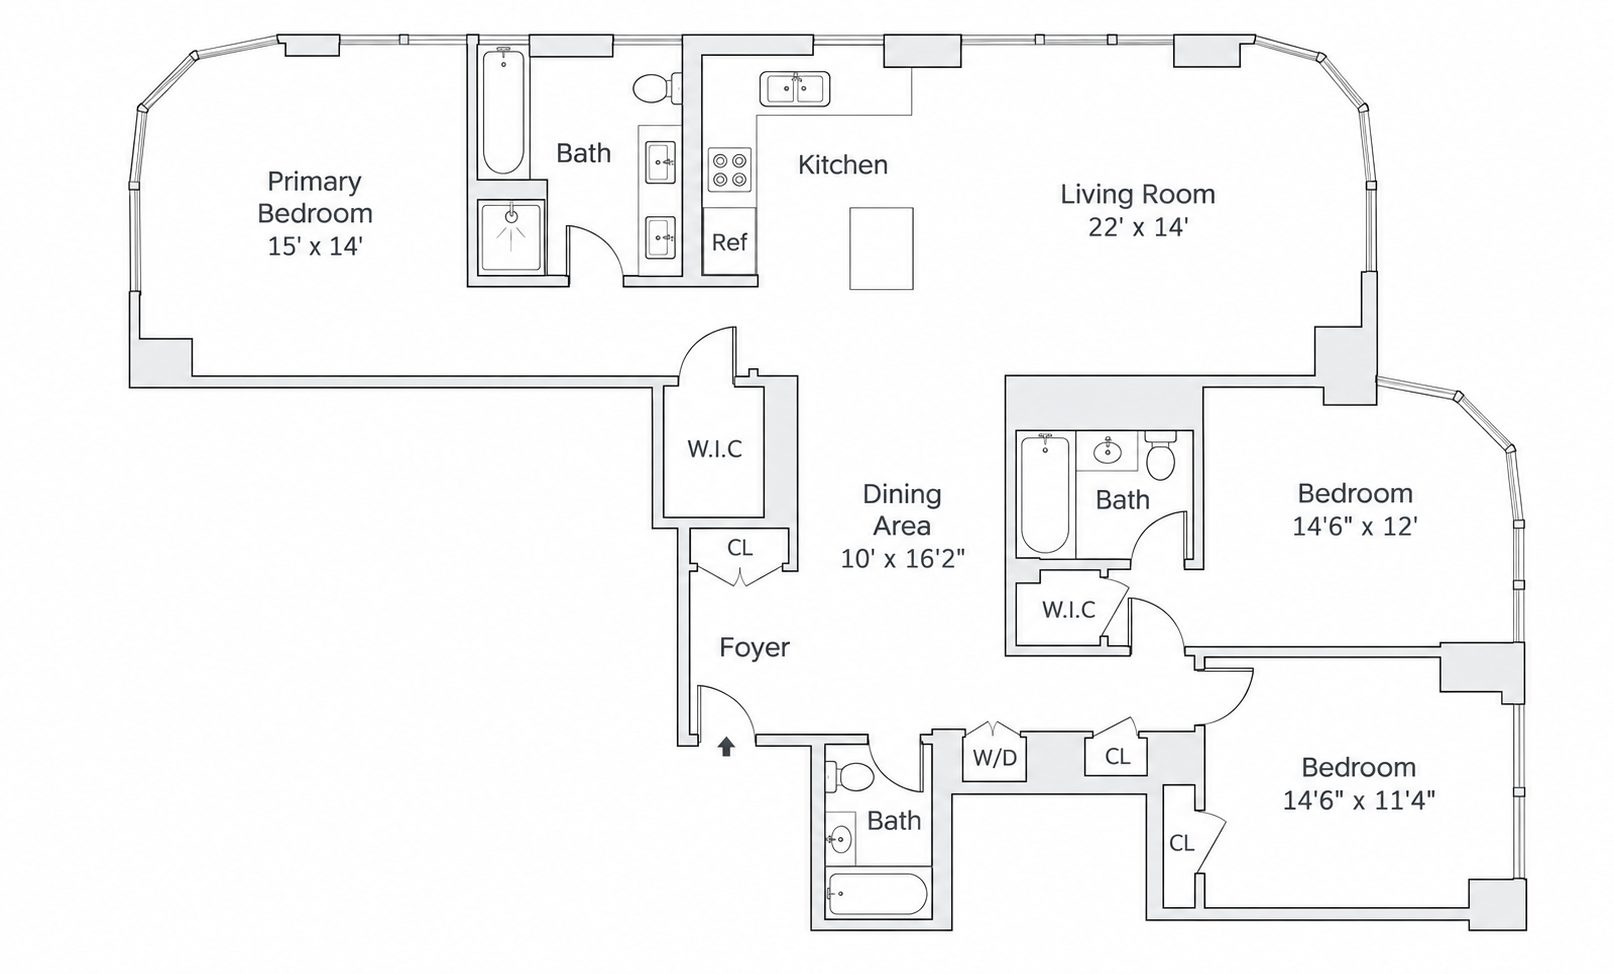 Primary
Bedroom
15' x 14'
Bath
Kitchen
Ref
Living Room
22' x 14'
W.I.C
CL
Dining
Area
10' x 16'2"
Bath
W.I.C
Bedroom
14'6" x 12'
Foyer
W/D
CL
Bath
CL
Bedroom
14'6" x 11'4"